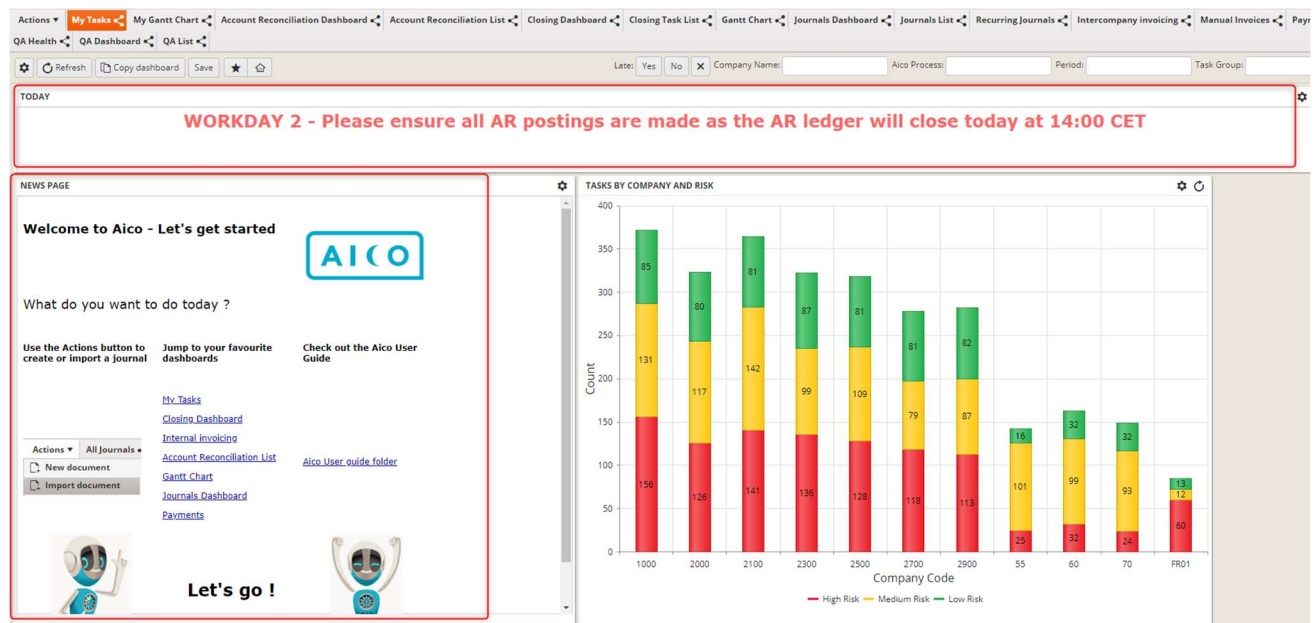 Actions ▾ My Tasks My Gantt Chart Account Reconciliation Dashboard Account Reconciliation List Closing Dashboard Closing Task List Gantt Chart Journals Dashboard Journals List Recurring Journals Intercompany invoicing Manual Invoices
QA Health QA Dashboard QA List
Refresh Copy dashboard Save Late: Yes No Company Name: Aico Process: Period: Task Group:
TODAY
WORKDAY 2 - Please ensure all AR postings are made as the AR ledger will close today at 14:00 CET
NEWS PAGE
Welcome to Aico - Let's get started
AICO
What do you want to do today ?
Use the Actions button to
create or import a journal
Jump to your favourite
dashboards
Check out the Aico User
Guide
My Tasks
Closing Dashboard
Internal invoicing
Account Reconciliation List
Gantt Chart
Journals Dashboard
Payments
Aico User guide folder
Actions ▾ All Journals
New document
Import document
Let's go !
TASKS BY COMPANY AND RISK
Count
400
350
300
250
200
150
100
50
0
85 80 81 87 81 81 82 16 32 32 13
131 117 142 99 109 79 87 101 99 93 12
156 126 141 136 128 118 113 25 32 24 60
1000 2000 2100 2300 2500 2700 2900 55 60 70 FR01
Company Code
High Risk Medium Risk Low Risk